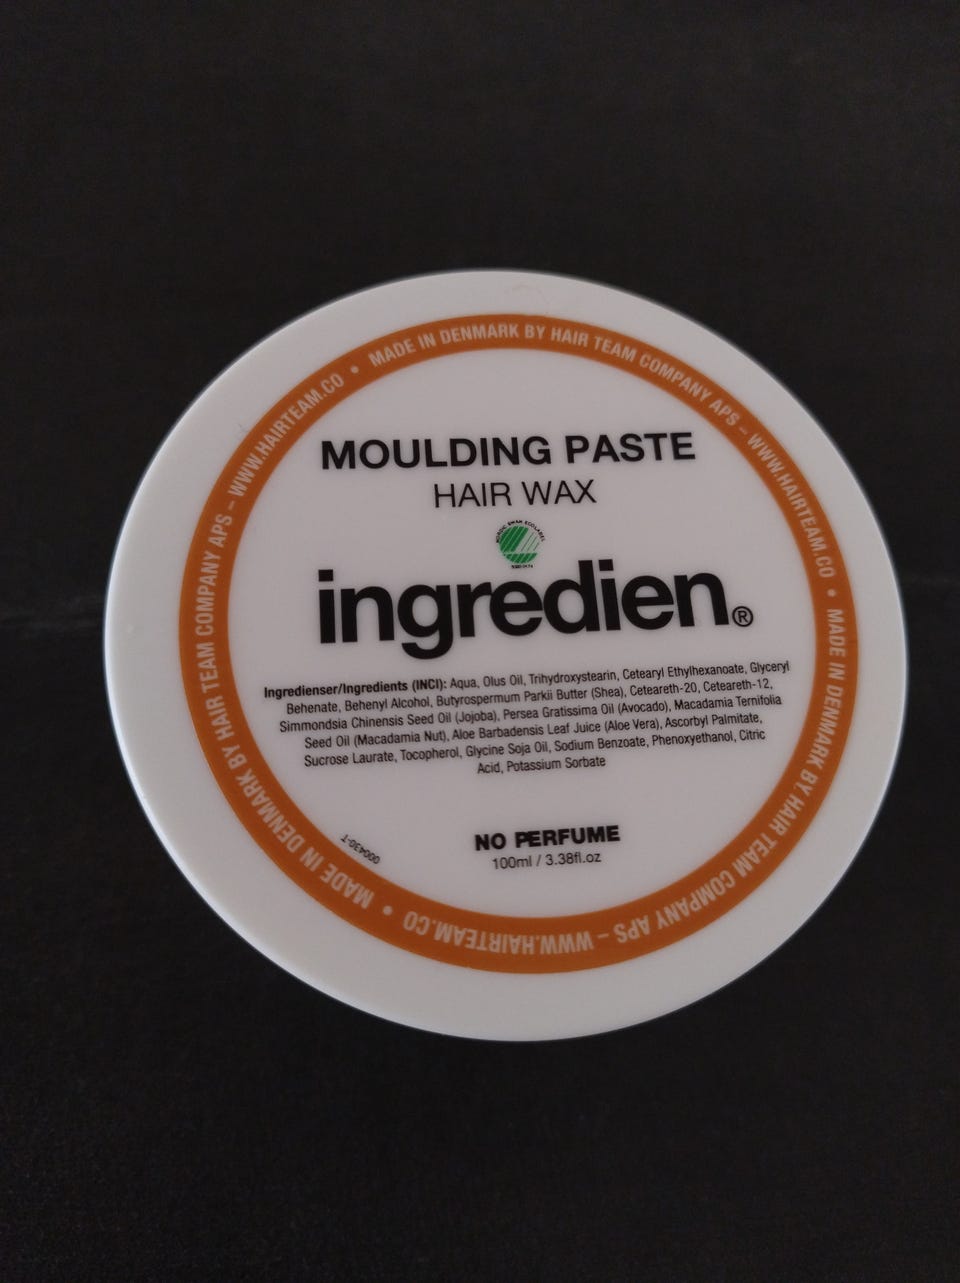 MADE IN DENMARK BY HAIR TEAM COMPANY APS – WWW.HAIRTEAM.CO • MADE IN DENMARK BY HAIR TEAM COMPANY APS – WWW.HAIRTEAM.CO • MADE IN DENMARK BY HAIR TEAM COMPANY APS – WWW.HAIRTEAM.CO •
MOULDING PASTE
HAIR WAX
NORDIC SWAN ECOLABEL
ingredien®
Ingredienser/Ingredients (INCI): Aqua, Olus Oil, Trihydroxystearin, Cetearyl Ethylhexanoate, Glyceryl
Behenate, Behenyl Alcohol, Butyrospermum Parkii Butter (Shea), Ceteareth-20, Ceteareth-12,
Simmondsia Chinensis Seed Oil (Jojoba), Persea Gratissima Oil (Avocado), Macadamia Ternifolia
Seed Oil (Macadamia Nut), Aloe Barbadensis Leaf Juice (Aloe Vera), Ascorbyl Palmitate,
Sucrose Laurate, Tocopherol, Glycine Soja Oil, Sodium Benzoate, Phenoxyethanol, Citric
Acid, Potassium Sorbate
NO PERFUME
100ml / 3.38fl.oz
000430-T